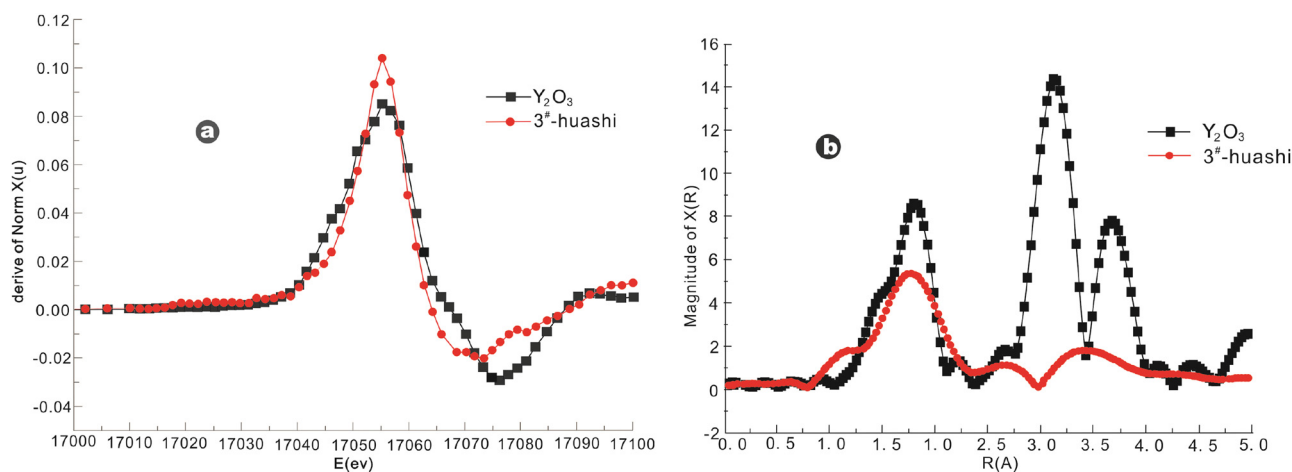 derive of Norm X(u)
0.12
0.10
0.08
0.06
0.04
0.02
0.00
-0.02
-0.04
a
Y₂O₃
3#-huashi
17000 17010 17020 17030 17040 17050 17060 17070 17080 17090 17100
E(ev)
Magnitude of X(R)
16
14
12
10
8
6
4
2
0
-2
b
Y₂O₃
3#-huashi
0.0 0.5 1.0 1.5 1.0 2.5 3.0 3.5 4.0 4.5 5.0
R(A)